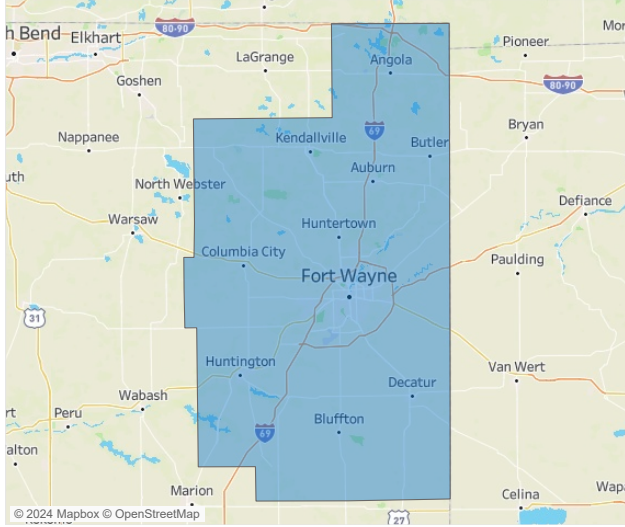 h Bend
Elkhart
80-90
Mor
Pioneer
LaGrange
Angola
Goshen
80-90
69
Bryan
Nappanee
Kendallville
Butler
Auburn
uth
North Webster
Defiance
Warsaw
Huntertown
Columbia City
Paulding
Fort Wayne
31
Huntington
Van Wert
Decatur
Wabash
rt
Peru
Bluffton
69
alton
Marion
Celina
Wapa
© 2024 Mapbox © OpenStreetMap
27